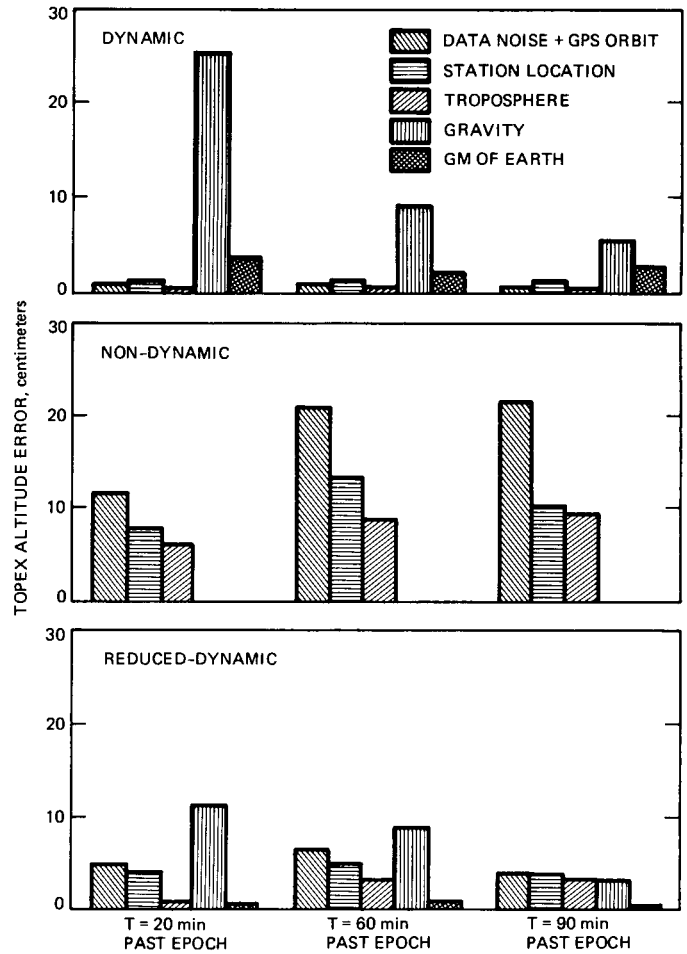 TOPEX ALTITUDE ERROR, centimeters
30
20
10
0
DYNAMIC
DATA NOISE + GPS ORBIT
STATION LOCATION
TROPOSPHERE
GRAVITY
GM OF EARTH
30
20
10
0
NON-DYNAMIC
30
20
10
0
REDUCED-DYNAMIC
T = 20 min
PAST EPOCH
T = 60 min
PAST EPOCH
T = 90 min
PAST EPOCH